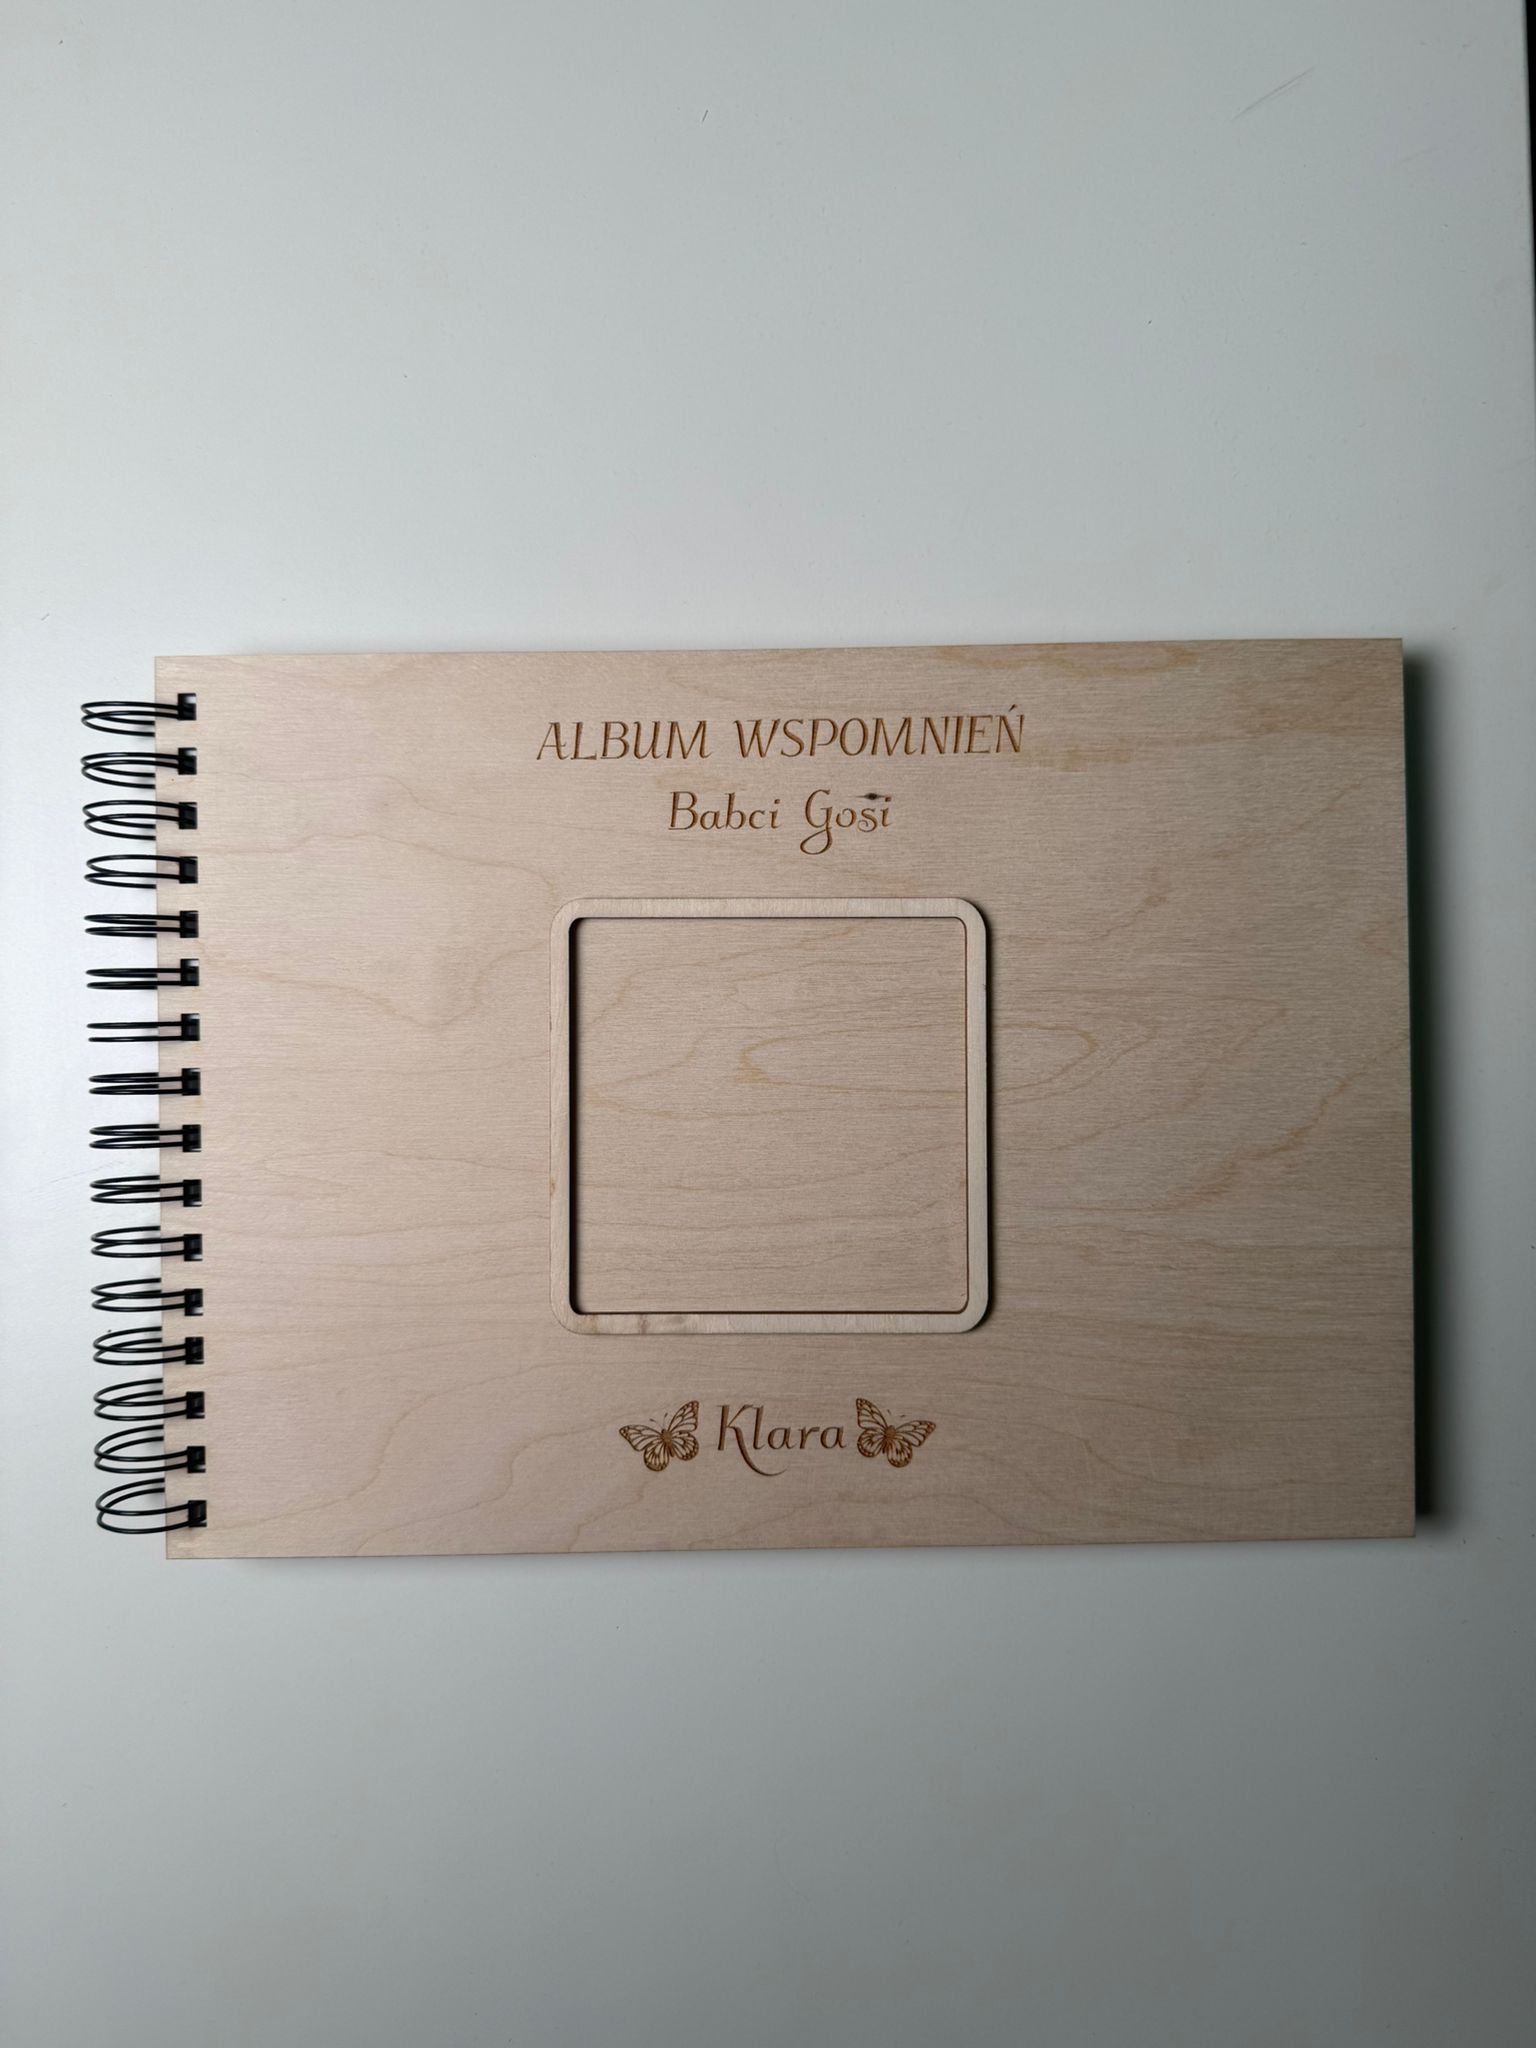 ALBUM WSPOMNIEŃ
Babci Gosi
Klara